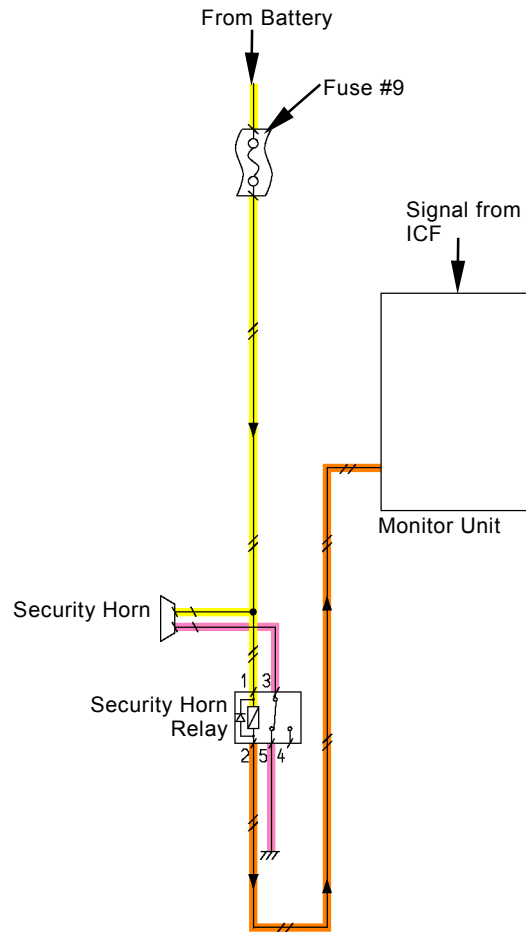 From Battery
Fuse #9
Signal from
ICF
Monitor Unit
Security Horn
1 3
Security Horn
Relay
2 5 4